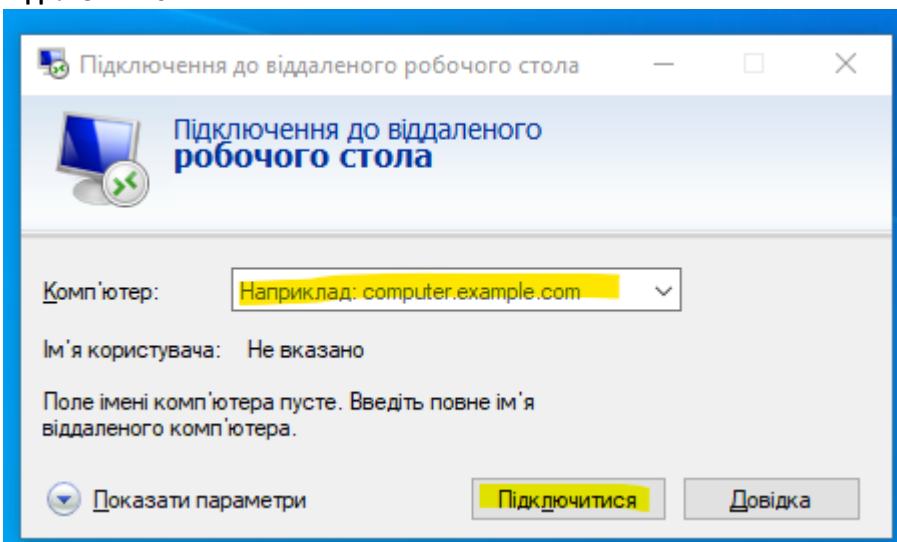 Підключення до віддаленого робочого стола
Підключення до віддаленого
робочого стола
Комп'ютер:
Наприклад: computer.example.com
Ім'я користувача: Не вказано
Поле імені комп'ютера пусте. Введіть повне ім'я
віддаленого комп'ютера.
Показати параметри
Підключитися
Довідка